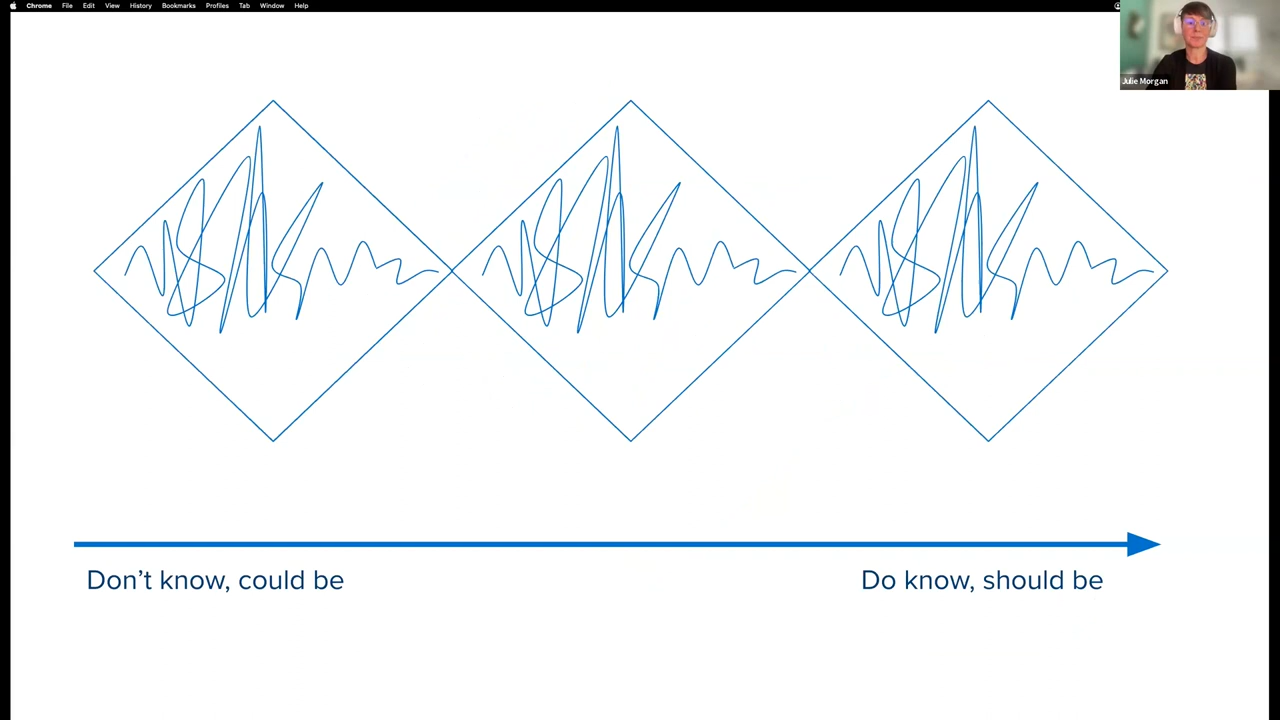 Chrome File Edit View History Bookmarks Profiles Tab Window Help
Julie Morgan
Don't know, could be
Do know, should be